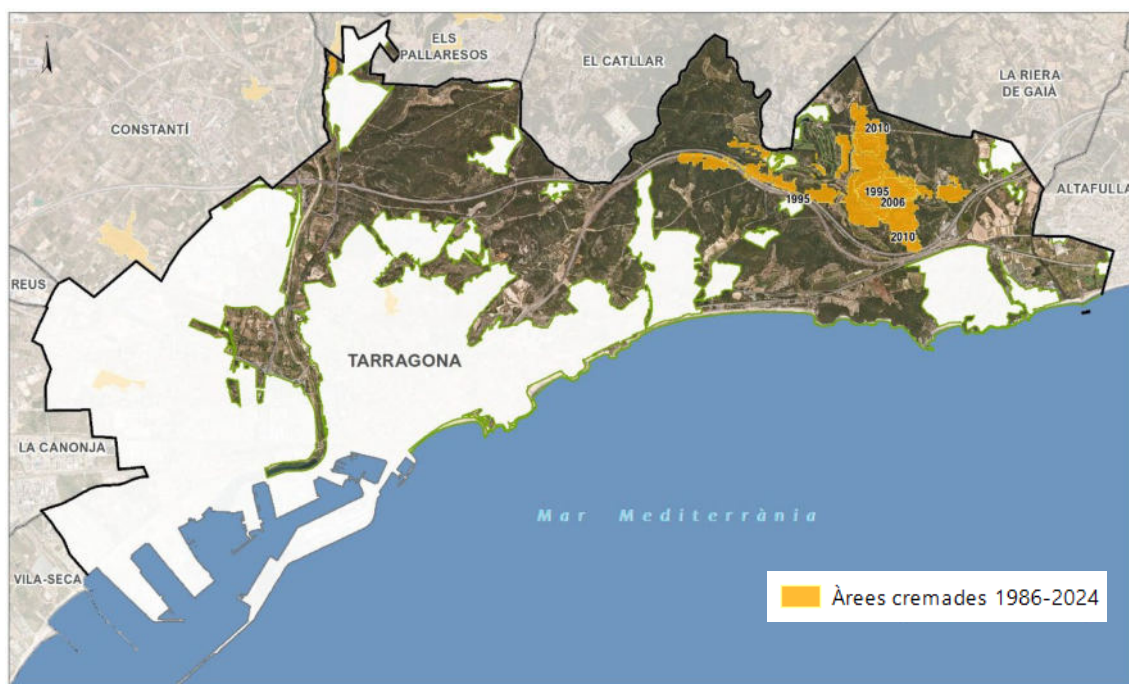 ELS
PALLARESOS
EL CATLLAR
LA RIERA
DE GAIÀ
CONSTANTÍ
2010
ALTAFULLA
1995
1995
2006
2010
REUS
TARRAGONA
LA CANONJA
Mar Mediterrània
VILA-SECA
Àrees cremades 1986-2024